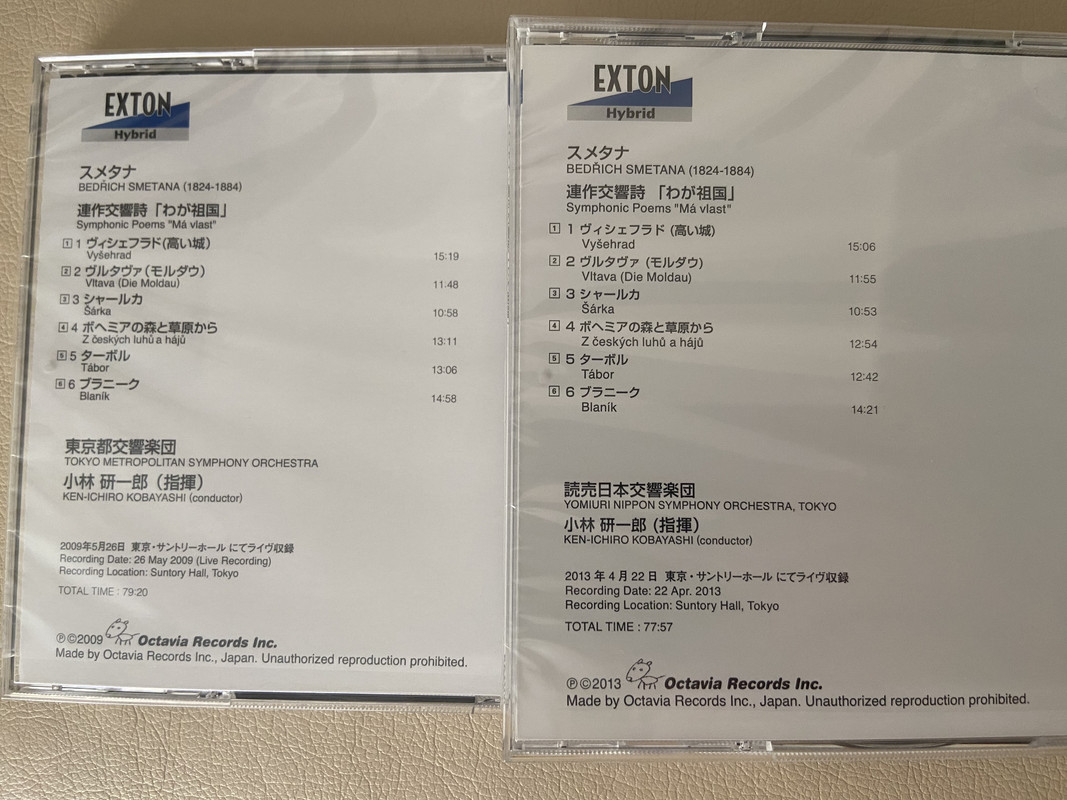 EXTON
Hybrid
スメタナ
BEDŘICH SMETANA (1824-1884)
連作交響詩「わが祖国」
Symphonic Poems "Má vlast"
1 1 ヴィシェフラド(高い城)
Vyšehrad 15:19
2 2 ヴルタヴァ(モルダウ)
Vltava (Die Moldau) 11:48
3 3 シャールカ
Šárka 10:58
4 4 ボヘミアの森と草原から
Z českých luhů a hájů 13:11
5 5 ターボル
Tábor 13:06
6 6 ブラニーク
Blaník 14:58
東京都交響楽団
TOKYO METROPOLITAN SYMPHONY ORCHESTRA
小林 研一郎(指揮)
KEN-ICHIRO KOBAYASHI (conductor)
2009年5月26日 東京・サントリーホール にてライヴ収録
Recording Date: 26 May 2009 (Live Recording)
Recording Location: Suntory Hall, Tokyo
TOTAL TIME : 79:20
℗©2009 Octavia Records Inc.
Made by Octavia Records Inc., Japan. Unauthorized reproduction prohibited.
EXTON
Hybrid
スメタナ
BEDŘICH SMETANA (1824-1884)
連作交響詩 「わが祖国」
Symphonic Poems "Má vlast"
1 1 ヴィシェフラド (高い城)
Vyšehrad 15:06
2 2 ヴルタヴァ (モルダウ)
Vltava (Die Moldau) 11:55
3 3 シャールカ
Šárka 10:53
4 4 ボヘミアの森と草原から
Z českých luhů a hájů 12:54
5 5 ターボル
Tábor 12:42
6 6 ブラニーク
Blaník 14:21
読売日本交響楽団
YOMIURI NIPPON SYMPHONY ORCHESTRA, TOKYO
小林 研一郎 (指揮)
KEN-ICHIRO KOBAYASHI (conductor)
2013 年 4 月 22 日 東京・サントリーホール にてライヴ収録
Recording Date: 22 Apr. 2013
Recording Location: Suntory Hall, Tokyo
TOTAL TIME : 77:57
℗©2013 Octavia Records Inc.
Made by Octavia Records Inc., Japan. Unauthorized reproduction prohibited.